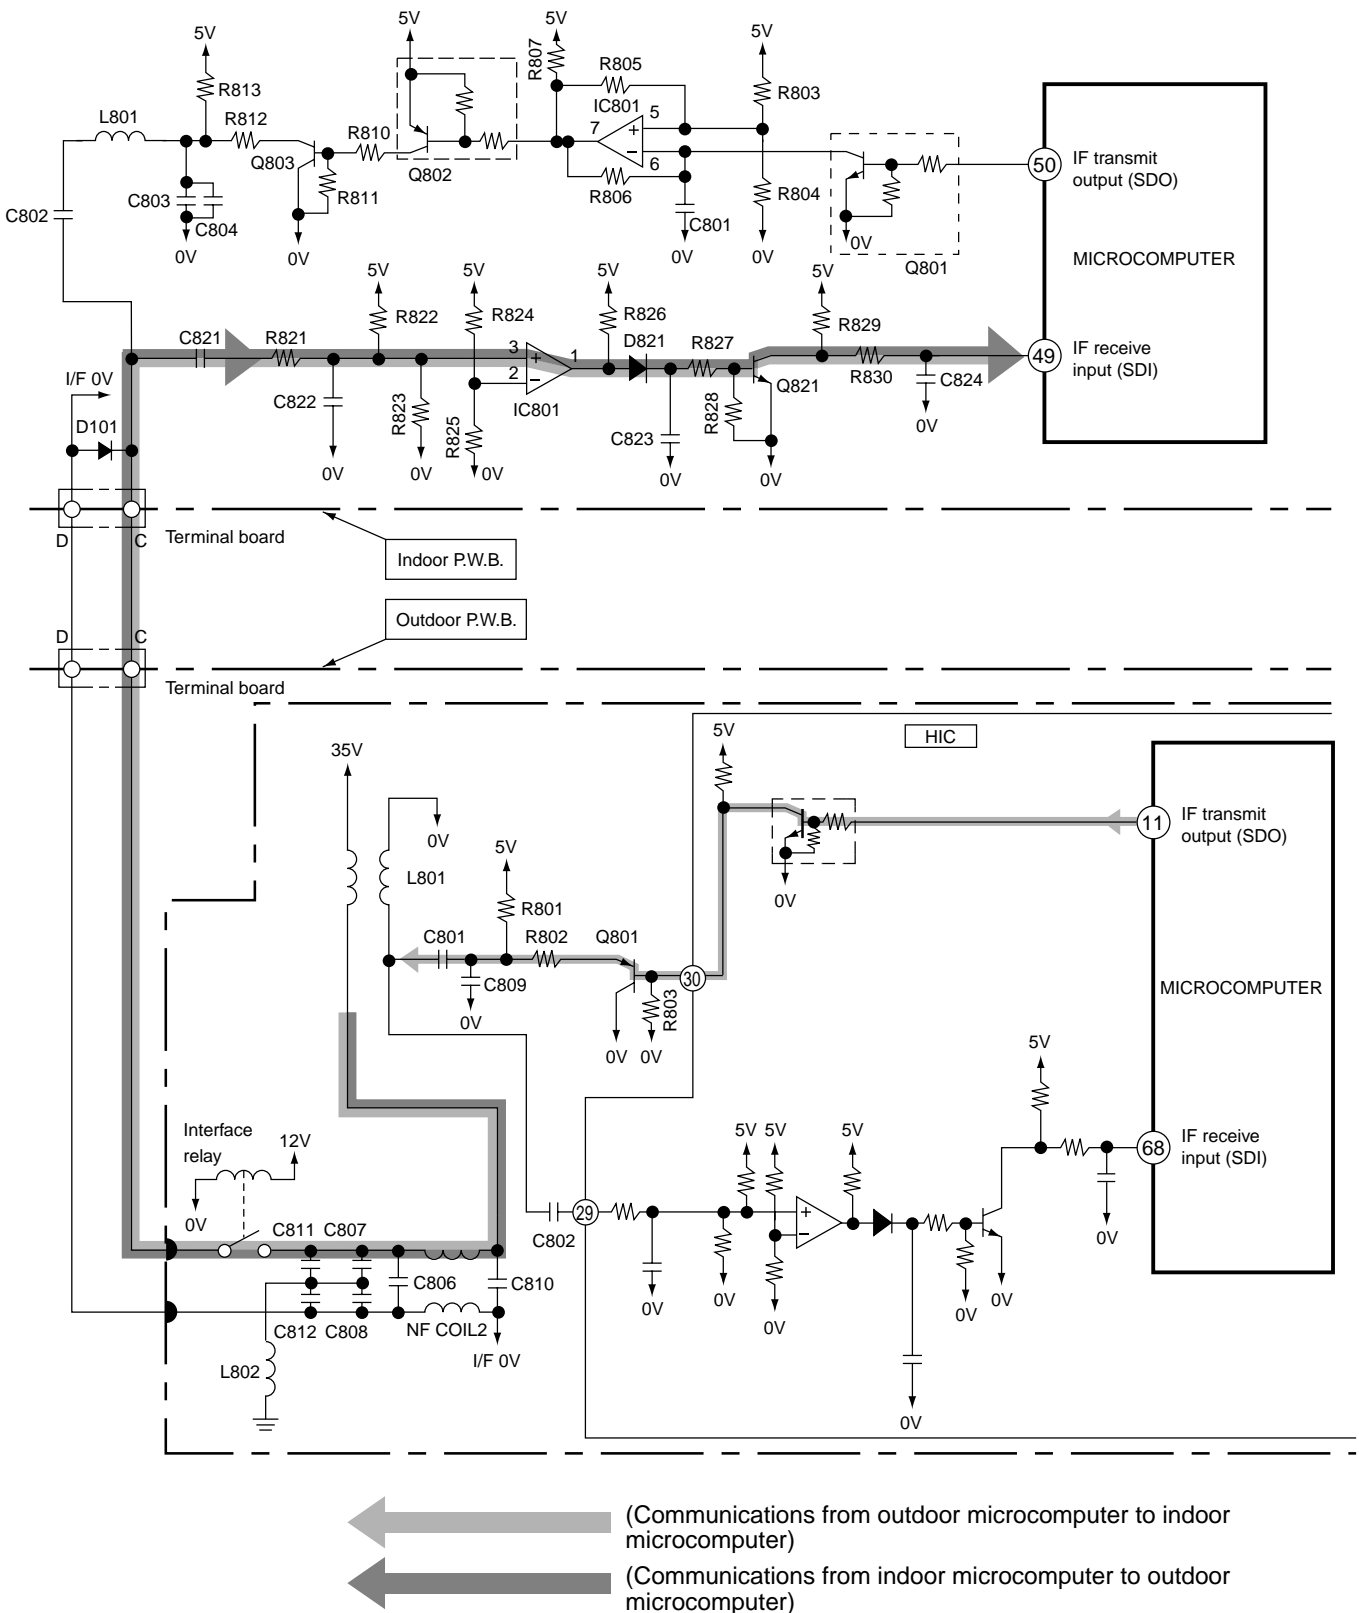 5V
5V
5V
5V
R807
R805
IC801
R813
R803
L801
R812
Q803
R810
Q802
7
5
6
+
−
R811
R806
R804
C801
50
IF transmit
output (SDO)
C802
C803
C804
0V
0V
0V
0V
0V
Q801
MICROCOMPUTER
5V
5V
5V
5V
R822
R824
R826
R829
C821
R821
D821
R827
3
+
2
−
1
IC801
Q821
R830
C824
49
IF receive
input (SDI)
I/F 0V
D101
C822
R823
R825
C823
R828
0V
0V
0V
0V
0V
0V
D
C
Terminal board
Indoor P.W.B.
Outdoor P.W.B.
D
C
Terminal board
HIC
35V
5V
0V
L801
5V
R801
C801
R802
Q801
C809
R803
30
0V
0V
0V
0V
11
IF transmit
output (SDO)
MICROCOMPUTER
Interface
relay
12V
0V
5V
5V
5V
5V
C811
C807
C806
C810
C802
29
+
−
68
IF receive
input (SDI)
C812
C808
NF COIL2
L802
I/F 0V
0V
0V
0V
0V
0V
0V
0V
(Communications from outdoor microcomputer to indoor
microcomputer)
(Communications from indoor microcomputer to outdoor
microcomputer)